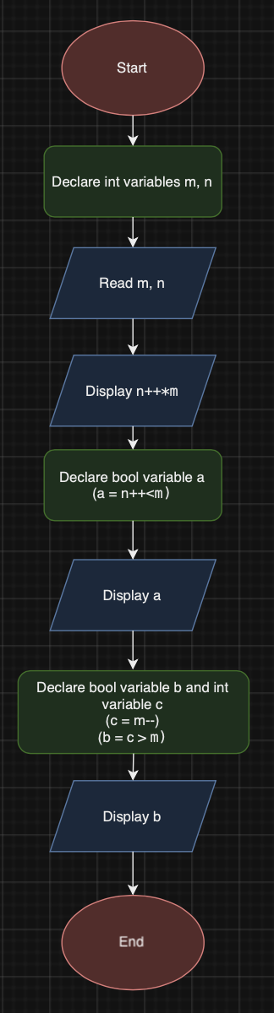 Start
Declare int variables m, n
Read m, n
Display n++*m
Declare bool variable a
(a = n++<m)
Display a
Declare bool variable b and int
variable c
(c = m--)
(b = c > m)
Display b
End